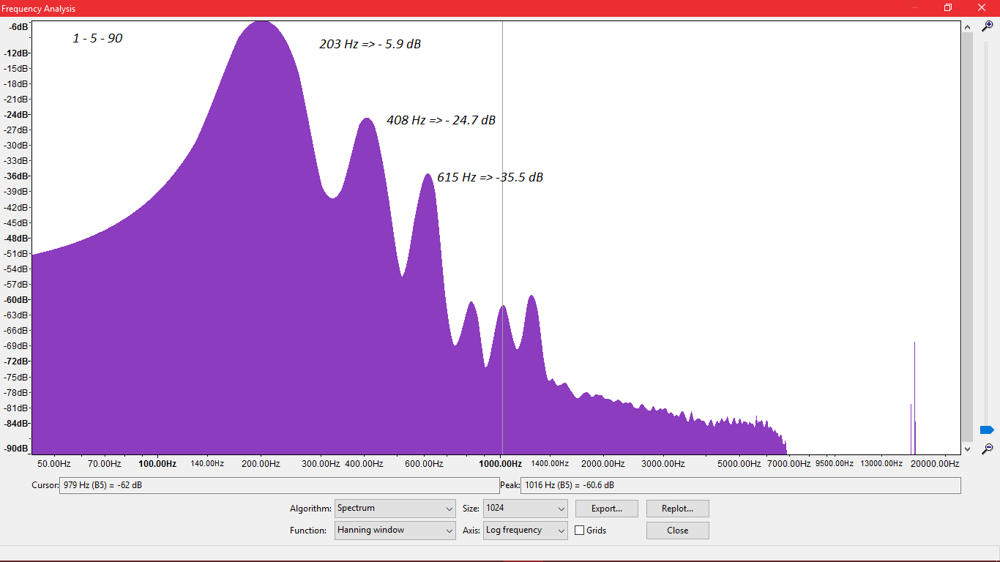 Frequency Analysis
-6dB
-12dB
-15dB
-18dB
-21dB
-24dB
-27dB
-30dB
-33dB
-36dB
-39dB
-42dB
-45dB
-48dB
-51dB
-54dB
-57dB
-60dB
-63dB
-66dB
-69dB
-72dB
-75dB
-78dB
-81dB
-84dB
-90dB
1 - 5 - 90
203 Hz => - 5.9 dB
408 Hz => - 24.7 dB
615 Hz => -35.5 dB
50.00Hz 70.00Hz 100.00Hz 140.00Hz 200.00Hz 300.00Hz 400.00Hz 600.00Hz 1000.00Hz 1400.00Hz 2000.00Hz 3000.00Hz 5000.00Hz 7000.00Hz 9500.00Hz 13000.00Hz 20000.00Hz
Cursor: 979 Hz (B5) = -62 dB Peak: 1016 Hz (B5) = -60.6 dB
Algorithm: Spectrum Size: 1024 Export... Replot...
Function: Hanning window Axis: Log frequency Grids Close